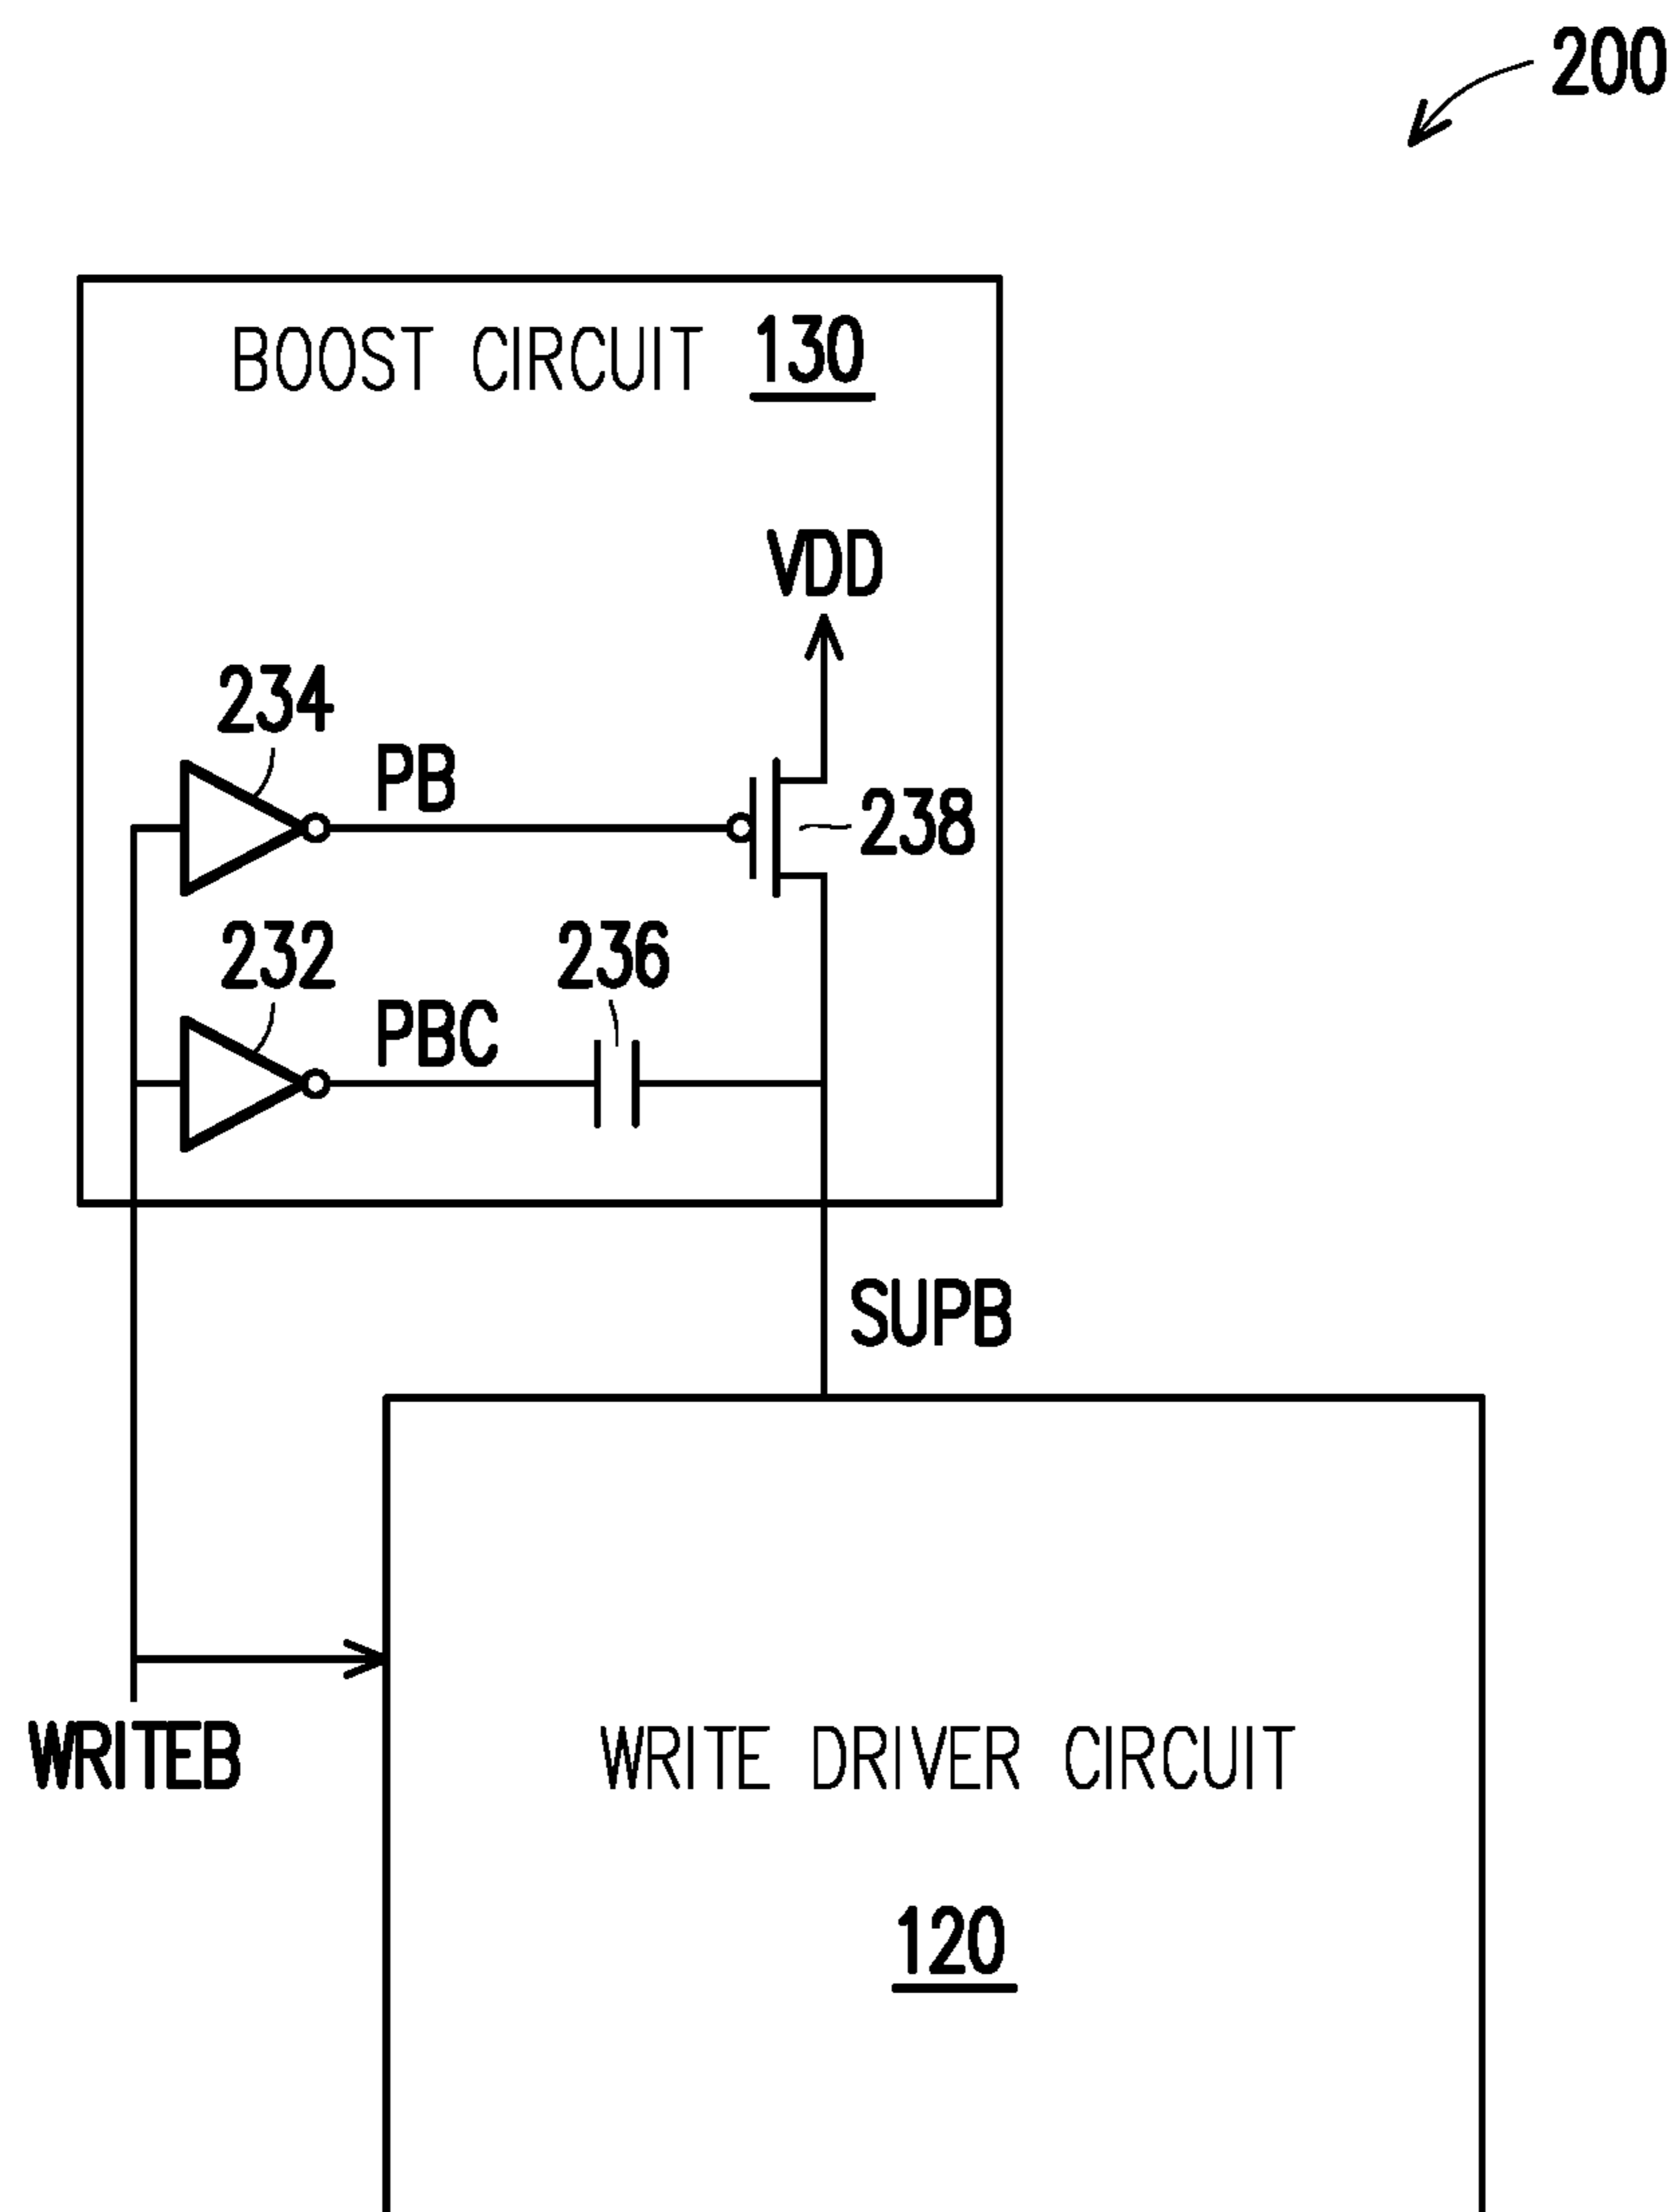 200
BOOST CIRCUIT 130
VDD
234
PB
238
232
236
PBC
SUPB
WRITEB
WRITE DRIVER CIRCUIT
120